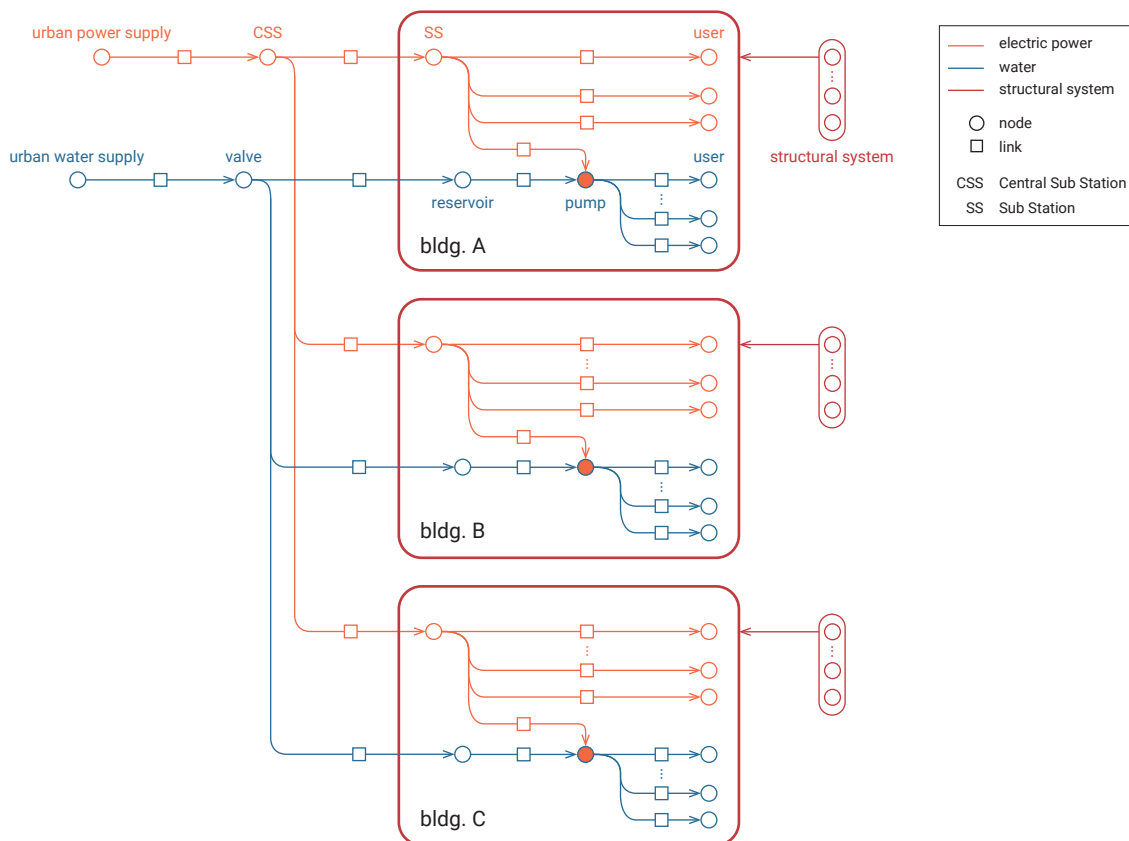 urban power supply
CSS
SS
user
urban water supply
valve
reservoir
pump
user
structural system
bldg. A
bldg. B
bldg. C
electric power
water
structural system
node
link
CSS Central Sub Station
SS Sub Station